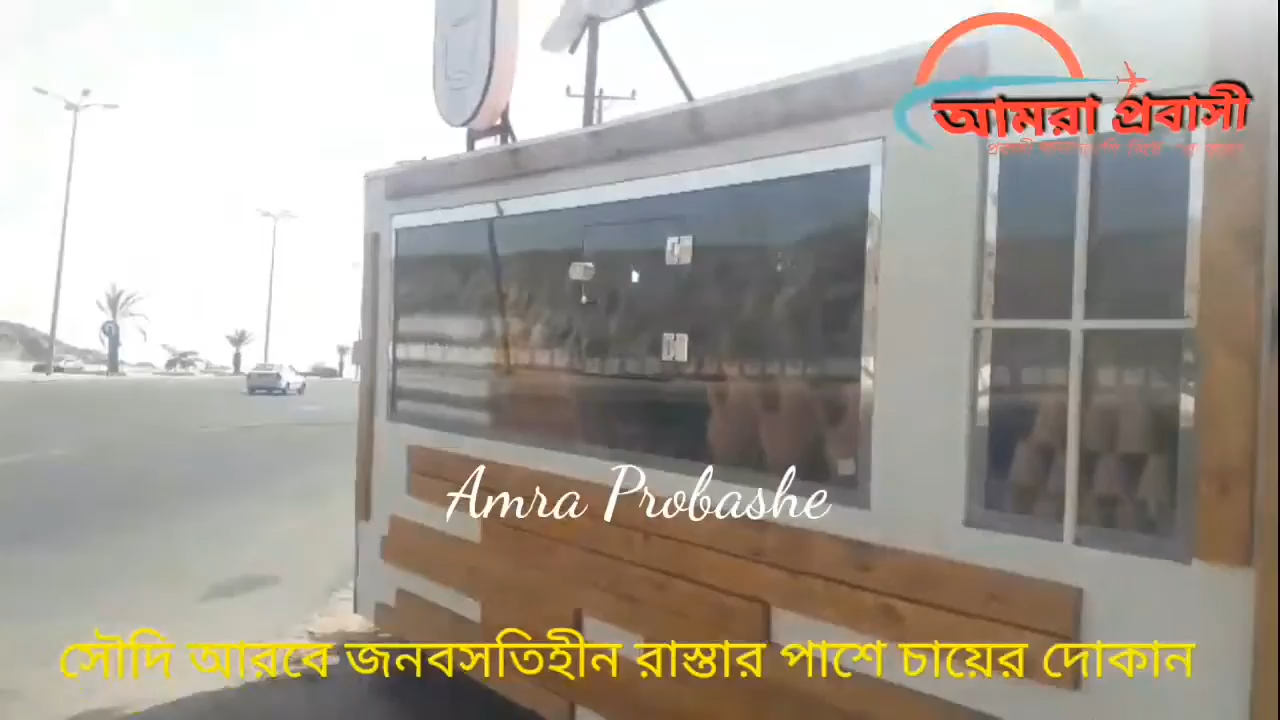 আমরা প্রবাসী
Amra Probashe
সৌদি আরবে জনবসতিহীন রাস্তার পাশে চায়ের দোকান